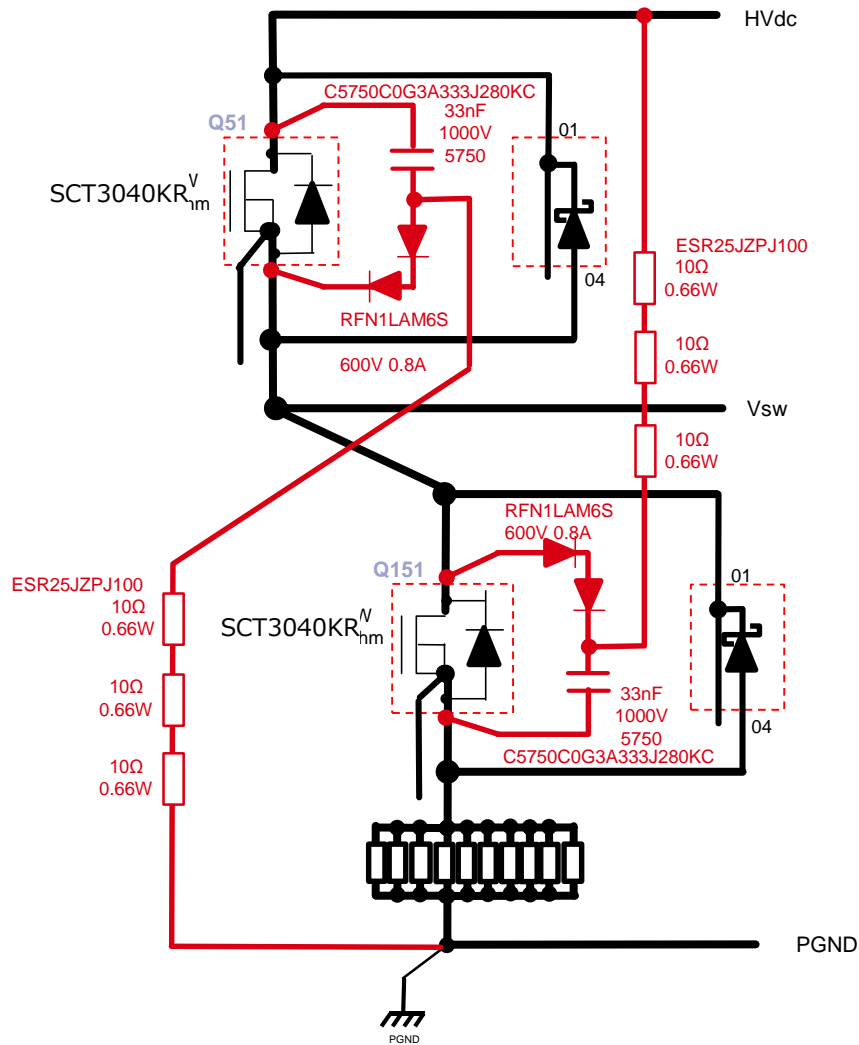 HVdc
C5750C0G3A333J280KC
33nF
1000V
5750
Q51
01
SCT3040KR
ESR25JZPJ100
10Ω
0.66W
04
RFN1LAM6S
600V 0.8A
10Ω
0.66W
Vsw
10Ω
0.66W
RFN1LAM6S
600V 0.8A
Q151
01
ESR25JZPJ100
10Ω
0.66W
SCT3040KR
10Ω
0.66W
33nF
1000V
5750
04
C5750C0G3A333J280KC
10Ω
0.66W
PGND
PGND